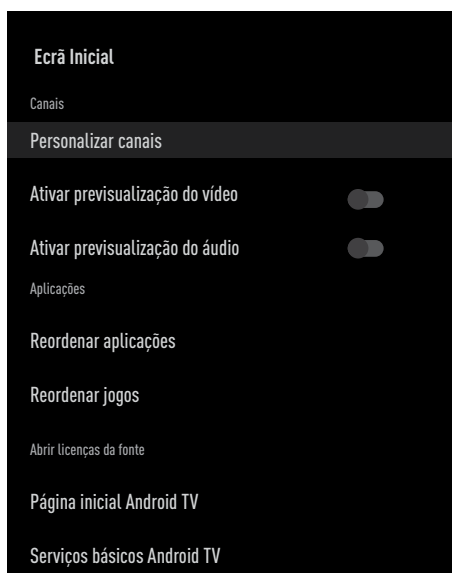 Ecrã Inicial
Canais
Personalizar canais
Ativar previsualização do vídeo
Ativar previsualização do áudio
Aplicações
Reordenar aplicações
Reordenar jogos
Abrir licenças da fonte
Página inicial Android TV
Serviços básicos Android TV